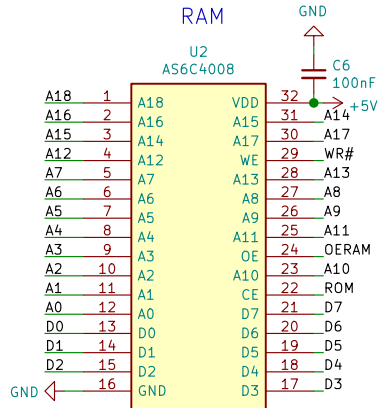 RAM
GND
U2
AS6C4008
C6
100nF
+5V
A18 1 A18 VDD 32
A16 2 A16 A15 31 A14
A15 3 A14 A17 30 A17
A12 4 A12 WE 29 WR#
A7 5 A7 A13 28 A13
A6 6 A6 A8 27 A8
A5 7 A5 A9 26 A9
A4 8 A4 A11 25 A11
A3 9 A3 OE 24 OERAM
A2 10 A2 A10 23 A10
A1 11 A1 CE 22 ROM
A0 12 A0 D7 21 D7
D0 13 D0 D6 20 D6
D1 14 D1 D5 19 D5
D2 15 D2 D4 18 D4
GND 16 GND D3 17 D3